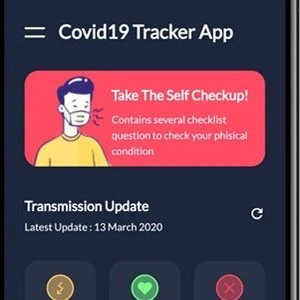 Covid19 Tracker App
Take The Self Checkup!
Contains several checklist
question to check your phisical
condition
Transmission Update
Latest Update : 13 March 2020